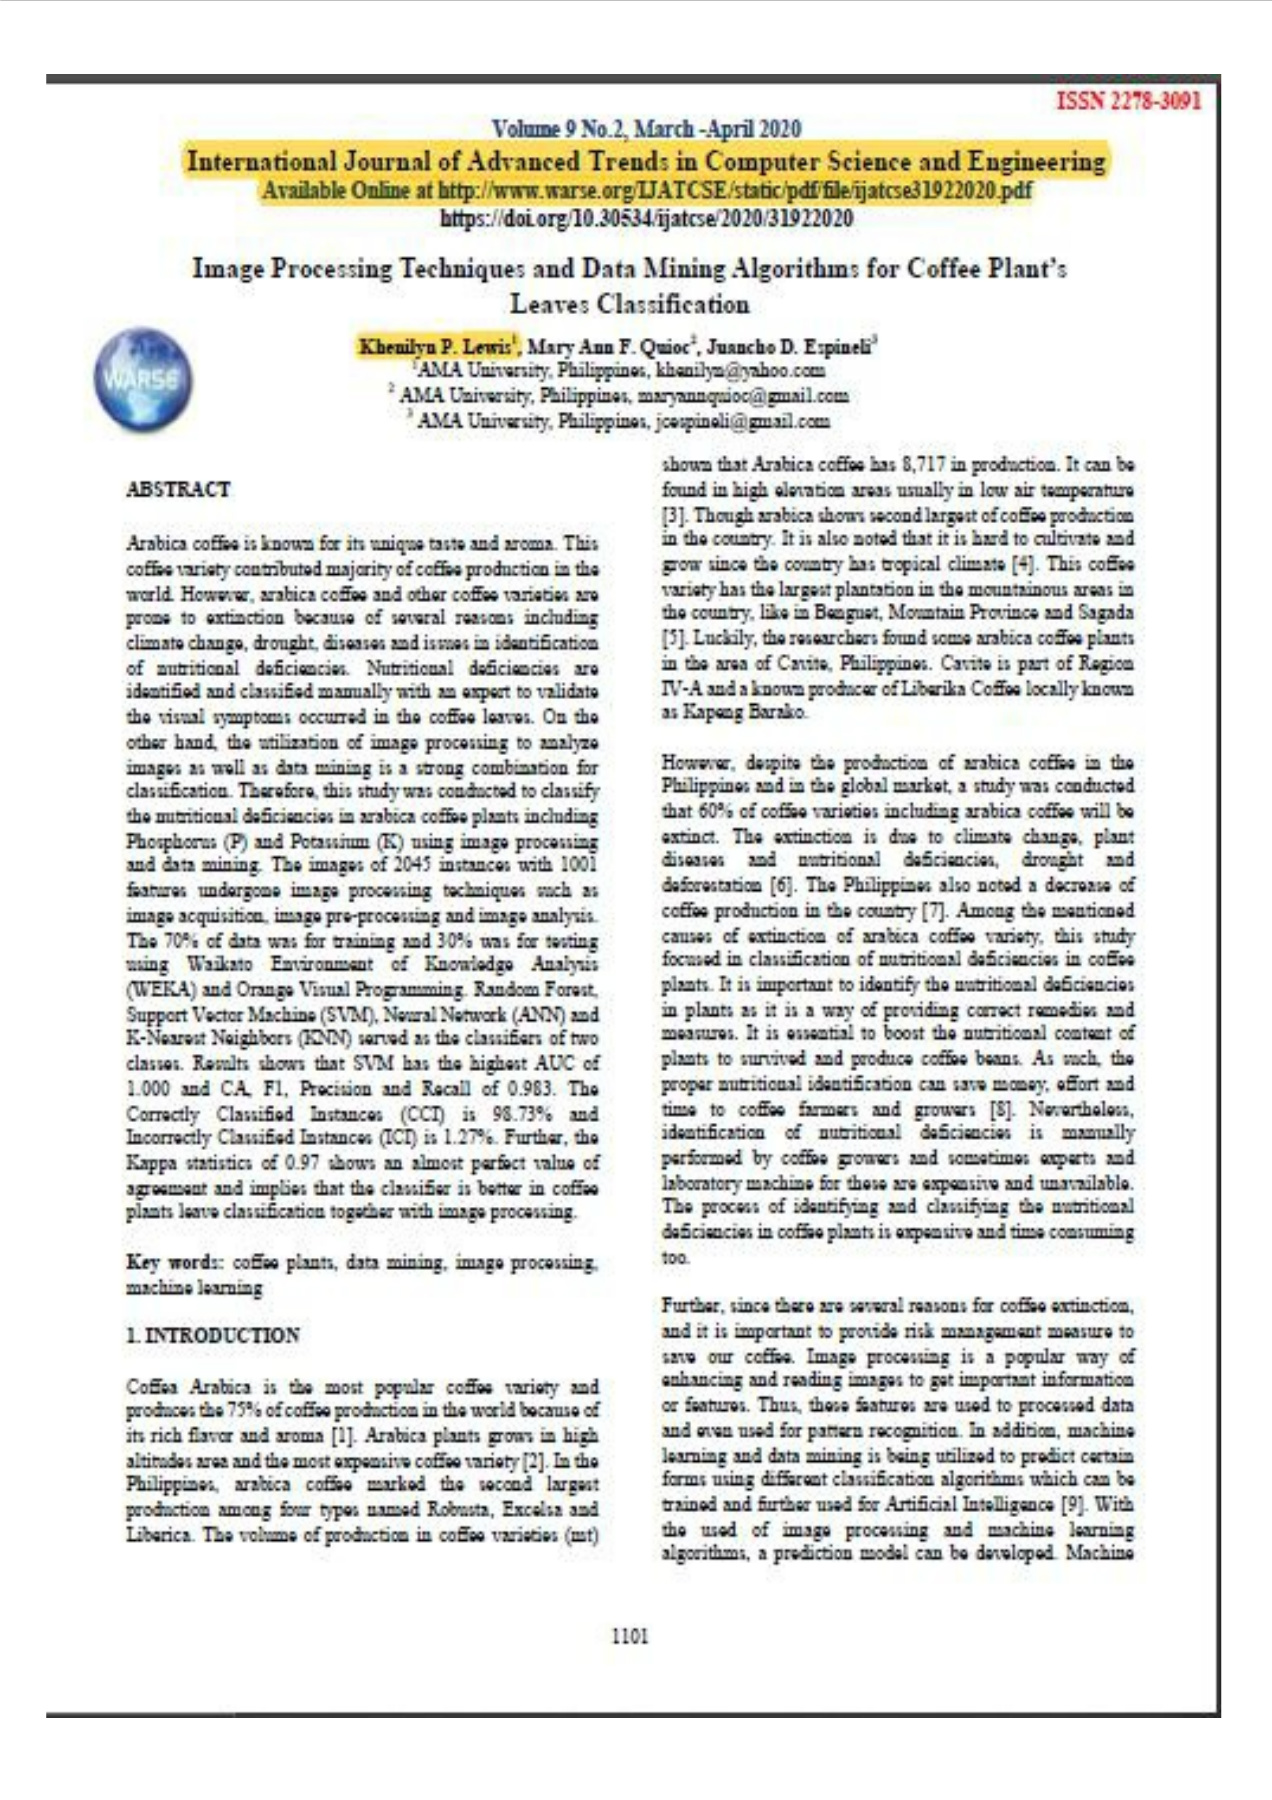 ISSN 2278-3091
Volume 9 No.2, March -April 2020
International Journal of Advanced Trends in Computer Science and Engineering
Available Online at http://www.warse.org/IJATCSE/static/pdf/file/ijatcse31922020.pdf
https://doi.org/10.30534/ijatcse/2020/31922020
Image Processing Techniques and Data Mining Algorithms for Coffee Plant's
Leaves Classification
WARSE
Khenilyn P. Lewis¹, Mary Ann F. Quioc², Juancho D. Espineli³
¹AMA University, Philippines, khenilyn@yahoo.com
² AMA University, Philippines, maryannquioc@gmail.com
³ AMA University, Philippines, jcespineli@gmail.com
ABSTRACT
Arabica coffee is known for its unique taste and aroma. This
coffee variety contributed majority of coffee production in the
world. However, arabica coffee and other coffee varieties are
prone to extinction because of several reasons including
climate change, drought, diseases and issues in identification
of nutritional deficiencies. Nutritional deficiencies are
identified and classified manually with an expert to validate
the visual symptoms occurred in the coffee leaves. On the
other hand, the utilization of image processing to analyze
images as well as data mining is a strong combination for
classification. Therefore, this study was conducted to classify
the nutritional deficiencies in arabica coffee plants including
Phosphorus (P) and Potassium (K) using image processing
and data mining. The images of 2045 instances with 1001
features undergone image processing techniques such as
image acquisition, image pre-processing and image analysis.
The 70% of data was for training and 30% was for testing
using Waikato Environment of Knowledge Analysis
(WEKA) and Orange Visual Programming. Random Forest,
Support Vector Machine (SVM), Neural Network (ANN) and
K-Nearest Neighbors (KNN) served as the classifiers of two
classes. Results shows that SVM has the highest AUC of
1.000 and CA, F1, Precision and Recall of 0.983. The
Correctly Classified Instances (CCI) is 98.73% and
Incorrectly Classified Instances (ICI) is 1.27%. Further, the
Kappa statistics of 0.97 shows an almost perfect value of
agreement and implies that the classifier is better in coffee
plants leave classification together with image processing.
Key words: coffee plants, data mining, image processing,
machine learning
1. INTRODUCTION
Coffea Arabica is the most popular coffee variety and
produces the 75% of coffee production in the world because of
its rich flavor and aroma [1]. Arabica plants grows in high
altitudes area and the most expensive coffee variety [2]. In the
Philippines, arabica coffee marked the second largest
production among four types named Robusta, Excelsa and
Liberica. The volume of production in coffee varieties (mt)
shown that Arabica coffee has 8,717 in production. It can be
found in high elevation areas usually in low air temperature
[3]. Though arabica shows second largest of coffee production
in the country. It is also noted that it is hard to cultivate and
grow since the country has tropical climate [4]. This coffee
variety has the largest plantation in the mountainous areas in
the country, like in Benguet, Mountain Province and Sagada
[5]. Luckily, the researchers found some arabica coffee plants
in the area of Cavite, Philippines. Cavite is part of Region
IV-A and a known producer of Liberika Coffee locally known
as Kapeng Barako.
However, despite the production of arabica coffee in the
Philippines and in the global market, a study was conducted
that 60% of coffee varieties including arabica coffee will be
extinct. The extinction is due to climate change, plant
diseases and nutritional deficiencies, drought and
deforestation [6]. The Philippines also noted a decrease of
coffee production in the country [7]. Among the mentioned
causes of extinction of arabica coffee variety, this study
focused in classification of nutritional deficiencies in coffee
plants. It is important to identify the nutritional deficiencies
in plants as it is a way of providing correct remedies and
measures. It is essential to boost the nutritional content of
plants to survived and produce coffee beans. As such, the
proper nutritional identification can save money, effort and
time to coffee farmers and growers [8]. Nevertheless,
identification of nutritional deficiencies is manually
performed by coffee growers and sometimes experts and
laboratory machine for these are expensive and unavailable.
The process of identifying and classifying the nutritional
deficiencies in coffee plants is expensive and time consuming
too.
Further, since there are several reasons for coffee extinction,
and it is important to provide risk management measure to
save our coffee. Image processing is a popular way of
enhancing and reading images to get important information
or features. Thus, these features are used to processed data
and even used for pattern recognition. In addition, machine
learning and data mining is being utilized to predict certain
forms using different classification algorithms which can be
trained and further used for Artificial Intelligence [9]. With
the used of image processing and machine learning
algorithms, a prediction model can be developed. Machine
1101